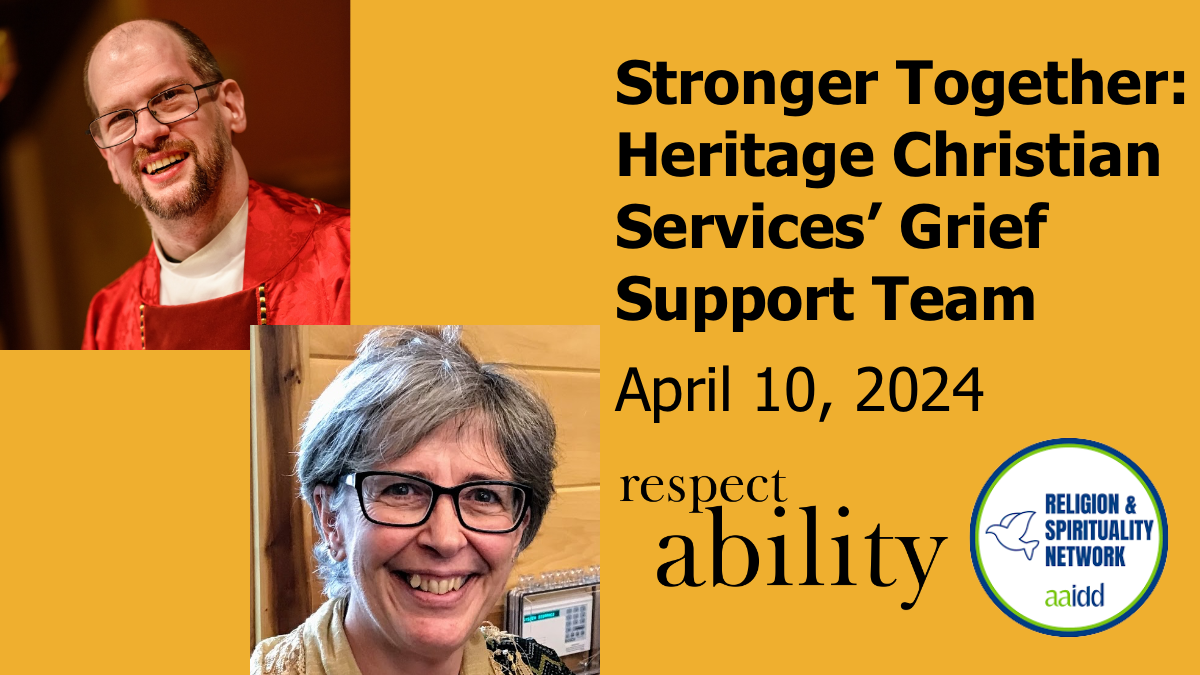 Stronger Together:
Heritage Christian
Services’ Grief
Support Team
April 10, 2024
respect
ability
RELIGION &
SPIRITUALITY
NETWORK
aaidd